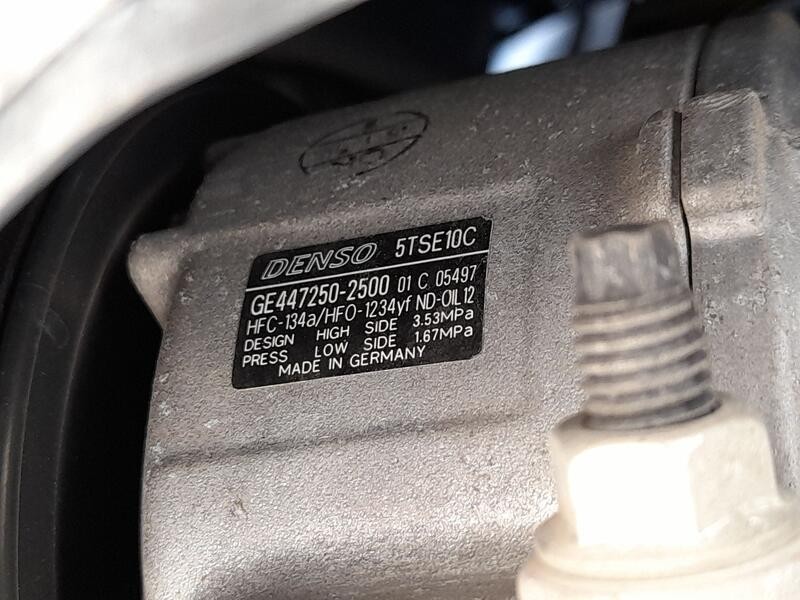 DENSO 5TSE10C
GE447250-2500 01 C 05497
HFC-134a/HFO-1234yf ND-OIL12
DESIGN HIGH SIDE 3.53MPa
PRESS LOW SIDE 1.67MPa
MADE IN GERMANY